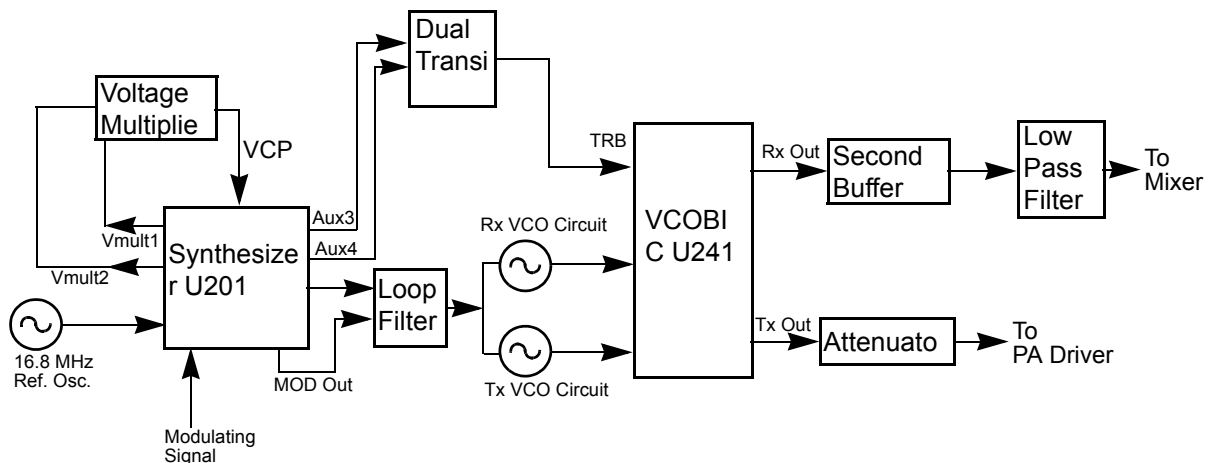 Dual
Transi
Voltage
Multiplie
VCP
TRB
Rx Out
Second
Buffer
Low
Pass
Filter
To
Mixer
Vmult1
Vmult2
Synthesize
r U201
Aux3
Aux4
Rx VCO Circuit
VCOBI
C U241
Loop
Filter
16.8 MHz
Ref. Osc.
MOD Out
Tx VCO Circuit
Tx Out
Attenuato
To
PA Driver
Modulating
Signal